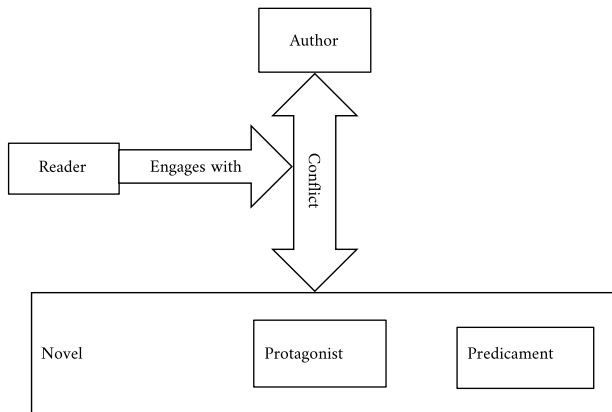 Author
Reader
Engages with
Conflict
Novel
Protagonist
Predicament